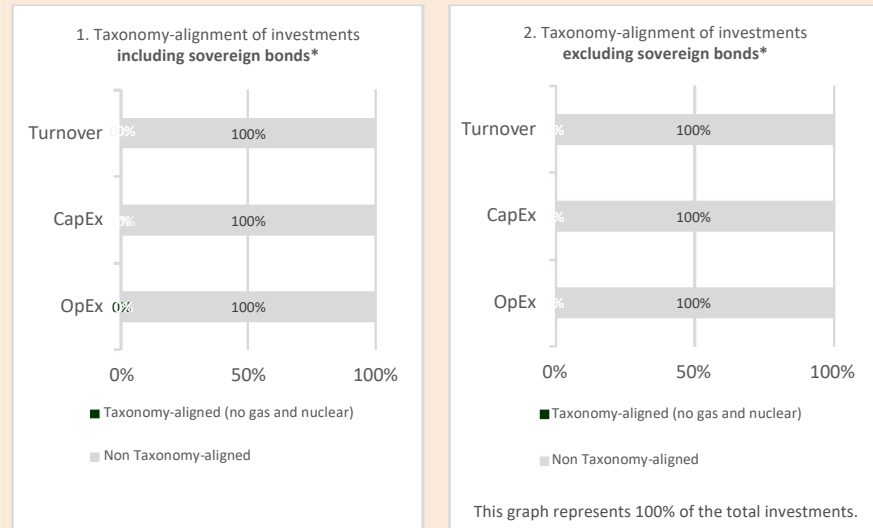 1. Taxonomy-alignment of investments
including sovereign bonds*
Turnover 0% 100%
CapEx 0% 100%
OpEx 0% 100%
0% 50% 100%
Taxonomy-aligned (no gas and nuclear)
Non Taxonomy-aligned
2. Taxonomy-alignment of investments
excluding sovereign bonds*
Turnover % 100%
CapEx % 100%
OpEx % 100%
0% 50% 100%
Taxonomy-aligned (no gas and nuclear)
Non Taxonomy-aligned
This graph represents 100% of the total investments.